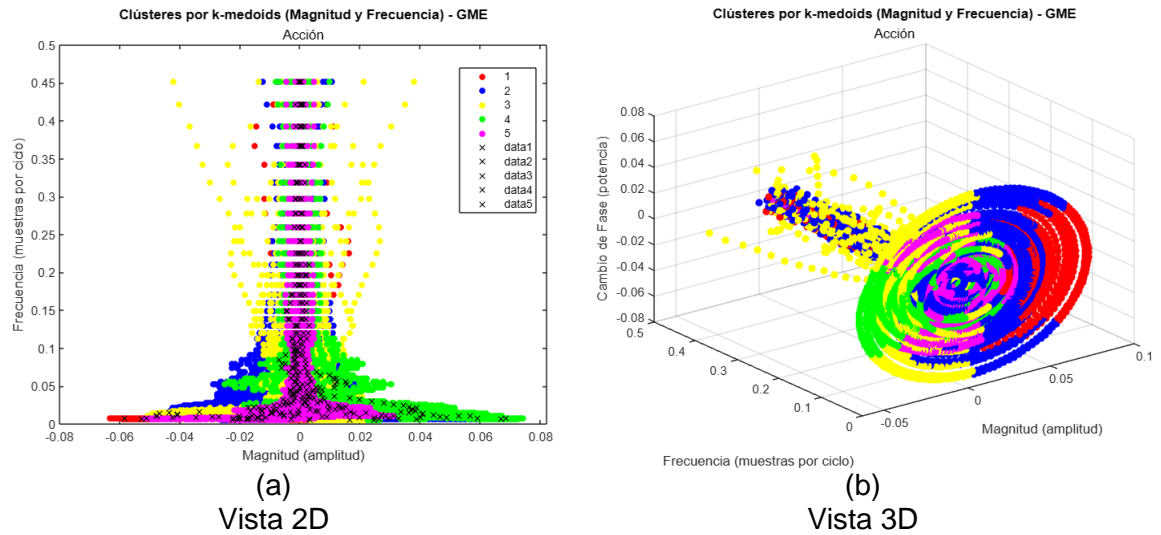 Clústeres por k-medoids (Magnitud y Frecuencia) - GME
Acción
0.5
0.45
0.4
0.35
0.3
0.25
0.2
0.15
0.1
0.05
0
Frecuencia (muestras por ciclo)
-0.08
-0.06
-0.04
-0.02
0
0.02
0.04
0.06
0.08
Magnitud (amplitud)
1
2
3
4
5
data1
data2
data3
data4
data5
(a)
Vista 2D
Clústeres por k-medoids (Magnitud y Frecuencia) - GME
Acción
0.08
0.06
0.04
0.02
0
-0.02
-0.04
-0.06
-0.08
Cambio de Fase (potencia)
0.5
0.4
0.3
0.2
0.1
0
Frecuencia (muestras por ciclo)
-0.05
0
0.05
0.1
Magnitud (amplitud)
(b)
Vista 3D